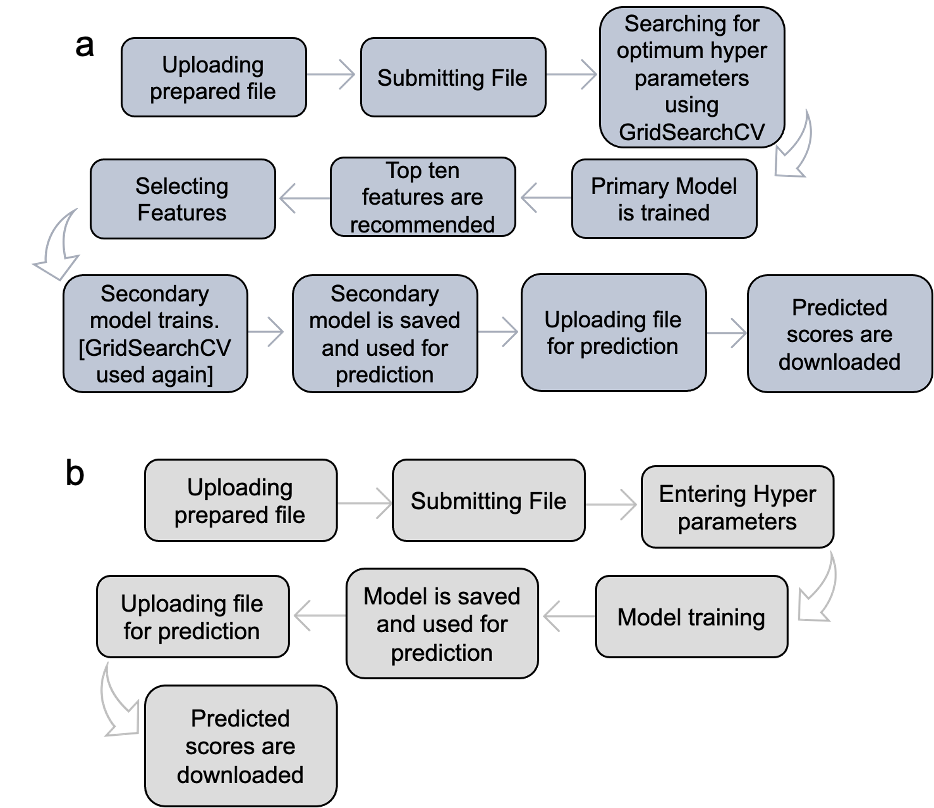 a
Uploading
prepared file
Submitting File
Searching for
optimum hyper
parameters
using
GridSearchCV
Selecting
Features
Top ten
features are
recommended
Primary Model
is trained
Secondary
model trains.
[GridSearchCV
used again]
Secondary
model is saved
and used for
prediction
Uploading file
for prediction
Predicted
scores are
downloaded
b
Uploading
prepared file
Submitting File
Entering Hyper
parameters
Uploading file
for prediction
Model is saved
and used for
prediction
Model training
Predicted
scores are
downloaded